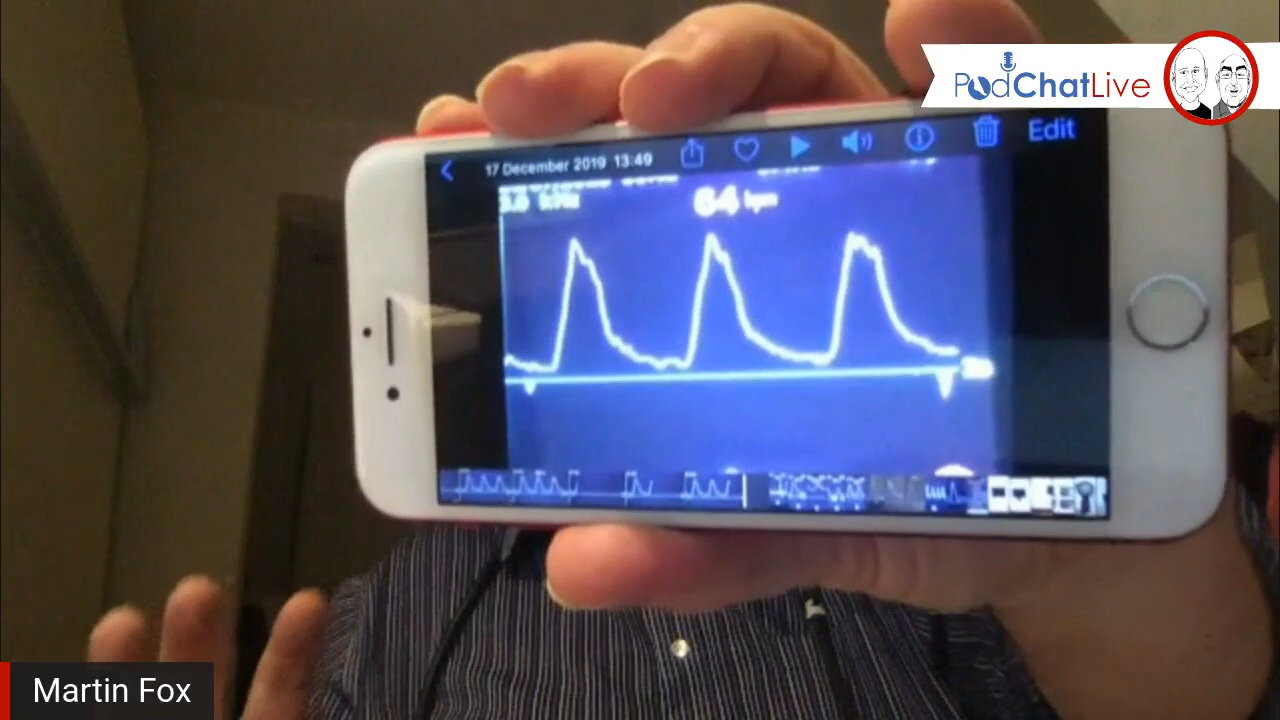 PodChatLive
17 December 2019 13:49
Edit
64 bpm
Martin Fox